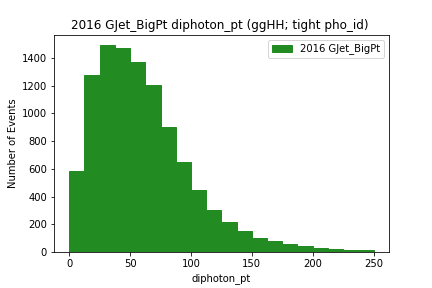 2016 GJet_BigPt diphoton_pt (ggHH; tight pho_id)
2016 GJet_BigPt
Number of Events
1400
1200
1000
800
600
400
200
0
0 50 100 150 200 250
diphoton_pt